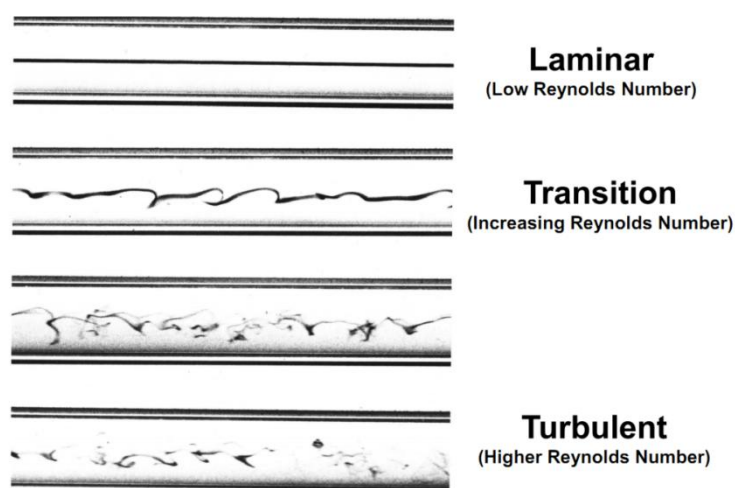 Laminar
(Low Reynolds Number)
Transition
(Increasing Reynolds Number)
Turbulent
(Higher Reynolds Number)